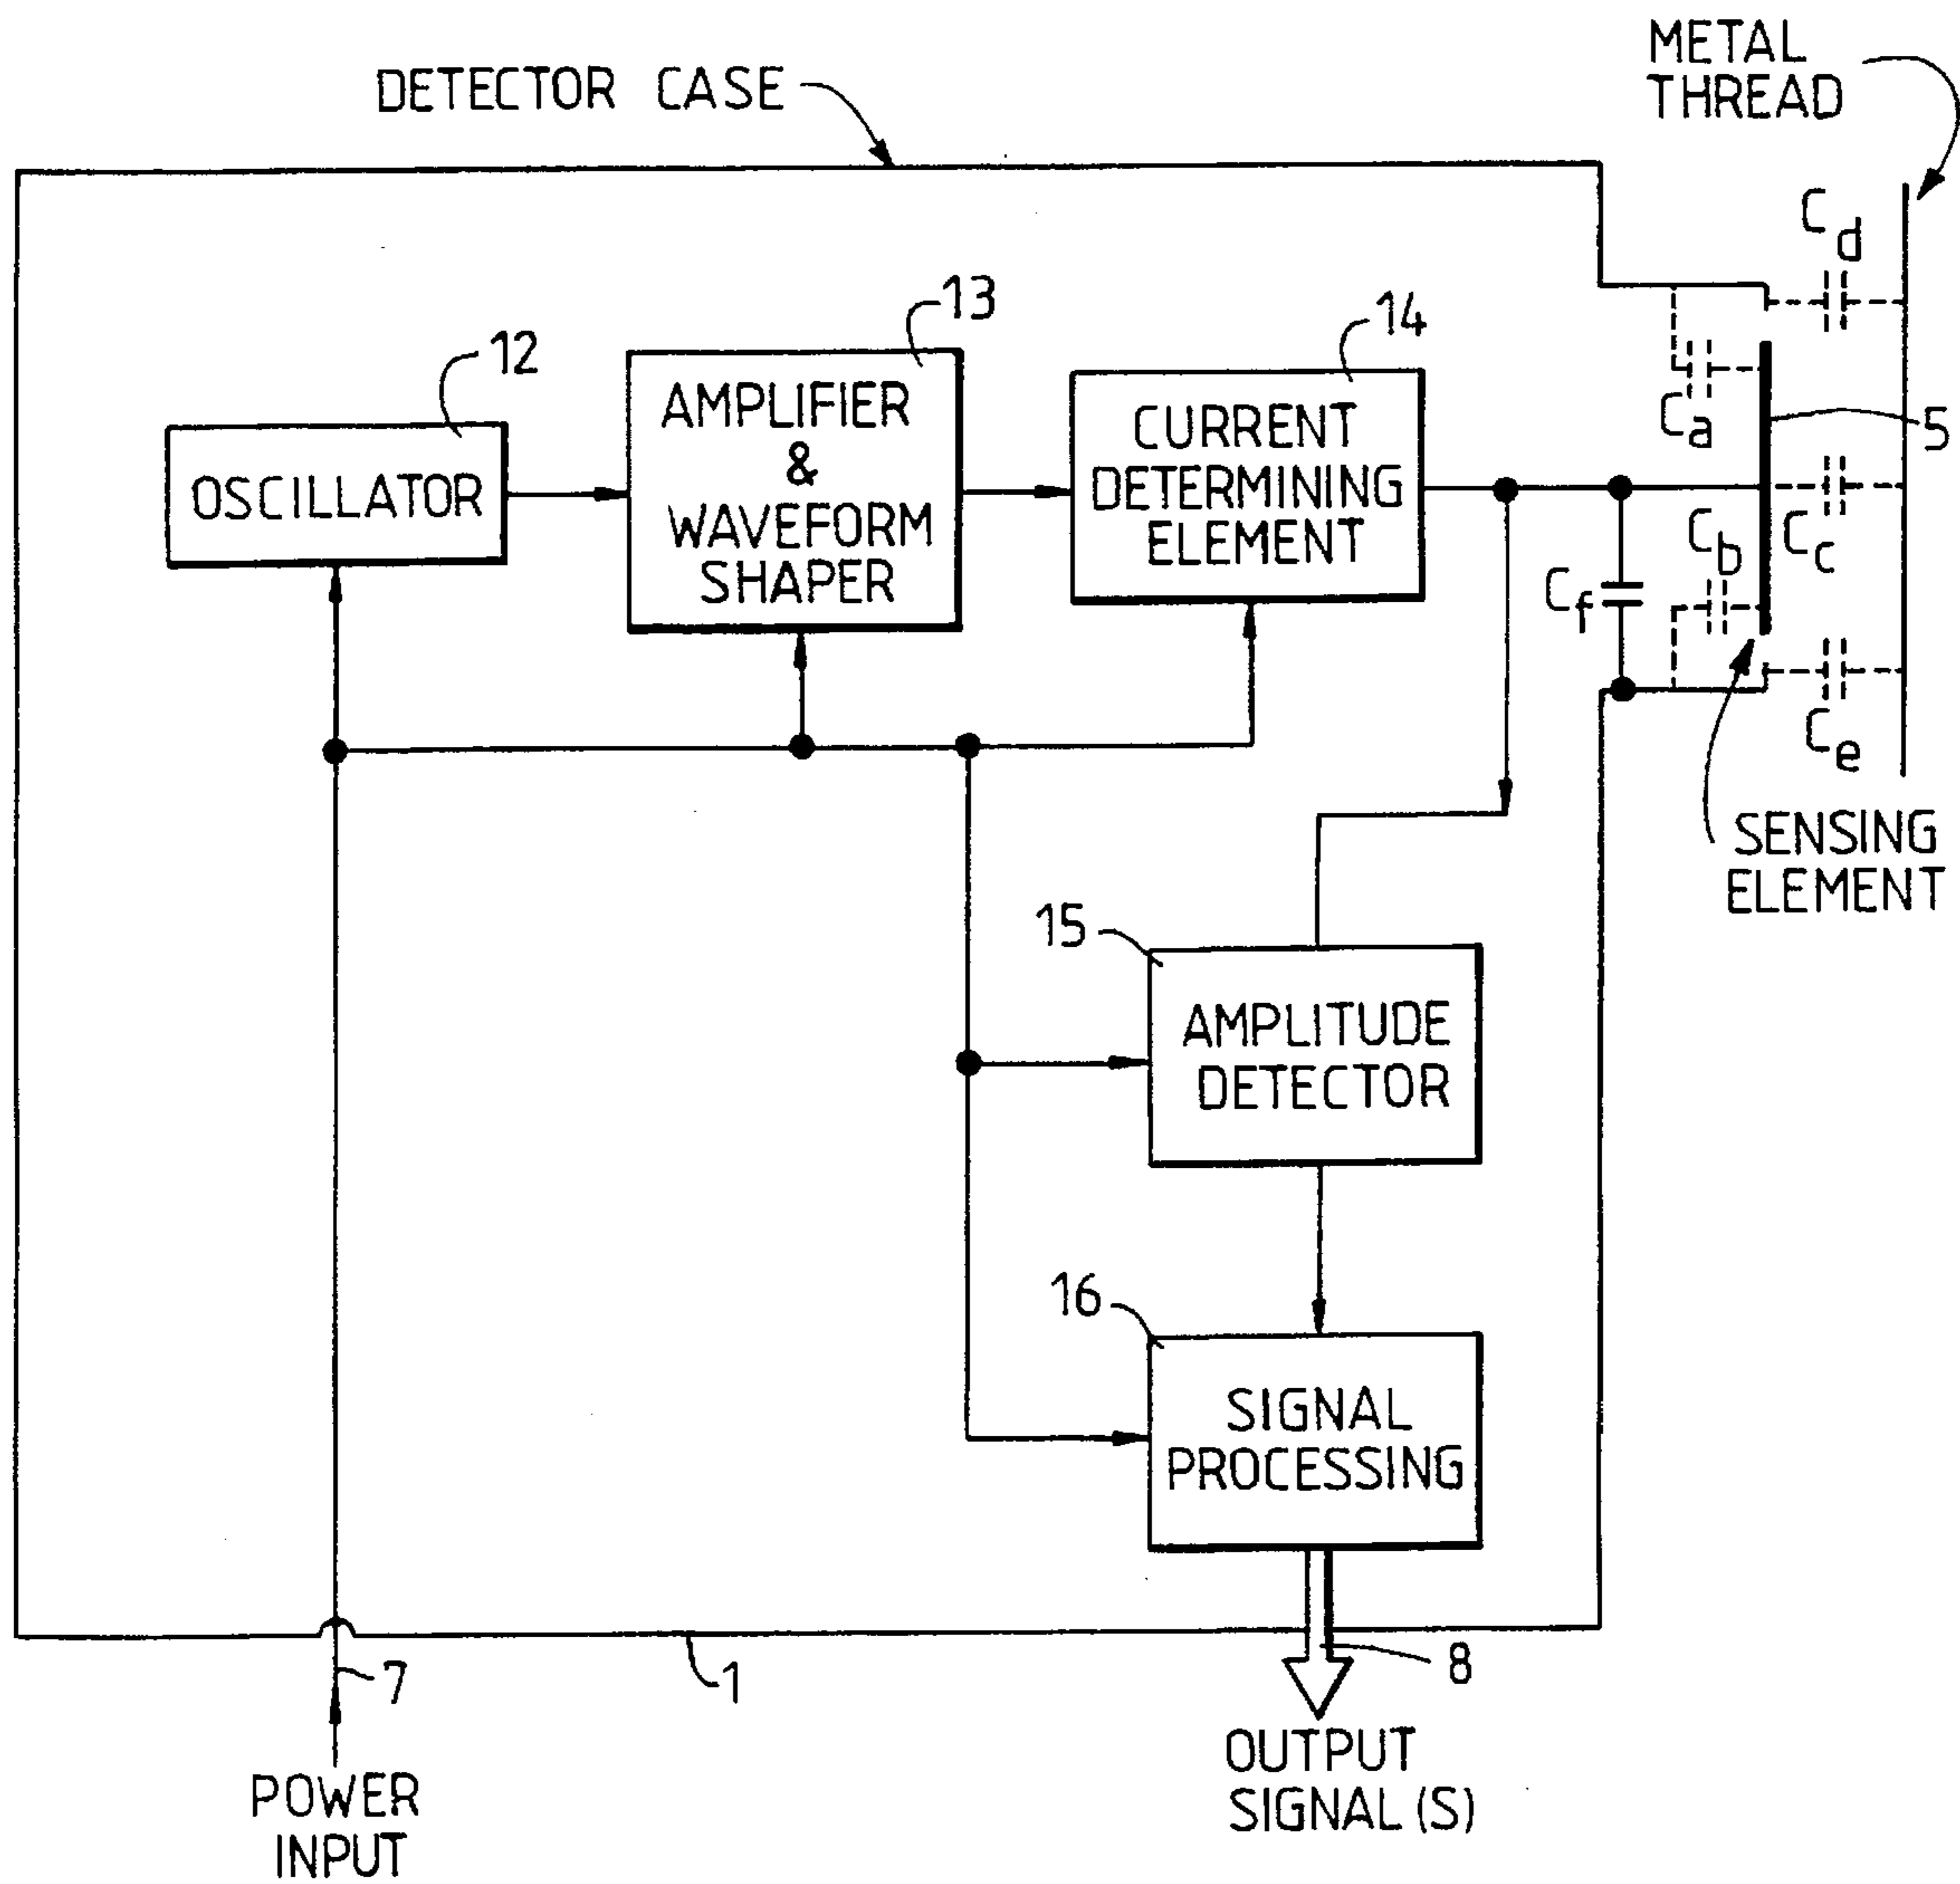 DETECTOR CASE
METAL
THREAD
Cd
13
14
12
AMPLIFIER
&
WAVEFORM
SHAPER
CURRENT
DETERMINING
ELEMENT
OSCILLATOR
Ca
5
Cb
Cc
Cf
Ce
SENSING
ELEMENT
15
AMPLITUDE
DETECTOR
16
SIGNAL
PROCESSING
7
1
8
POWER
INPUT
OUTPUT
SIGNAL(S)